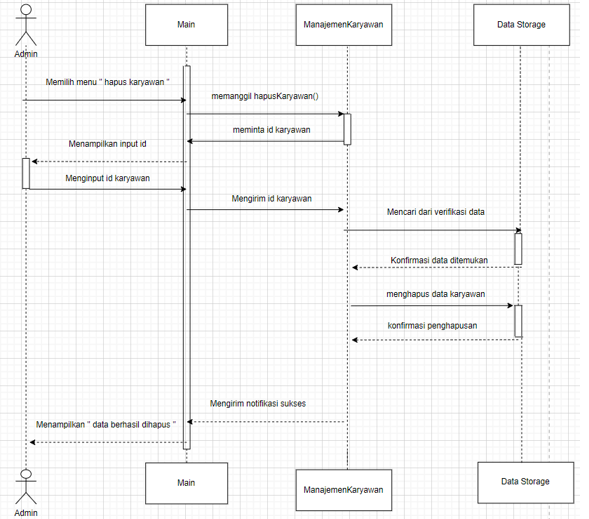 Main
ManajemenKaryawan
Data Storage
Admin
Memilih menu " hapus karyawan "
memanggil hapusKaryawan()
meminta id karyawan
Menampilkan input id
Menginput id karyawan
Mengirim id karyawan
Mencari dari verifikasi data
Konfirmasi data ditemukan
menghapus data karyawan
konfirmasi penghapusan
Mengirim notifikasi sukses
Menampilkan " data berhasil dihapus "
Main
ManajemenKaryawan
Data Storage
Admin